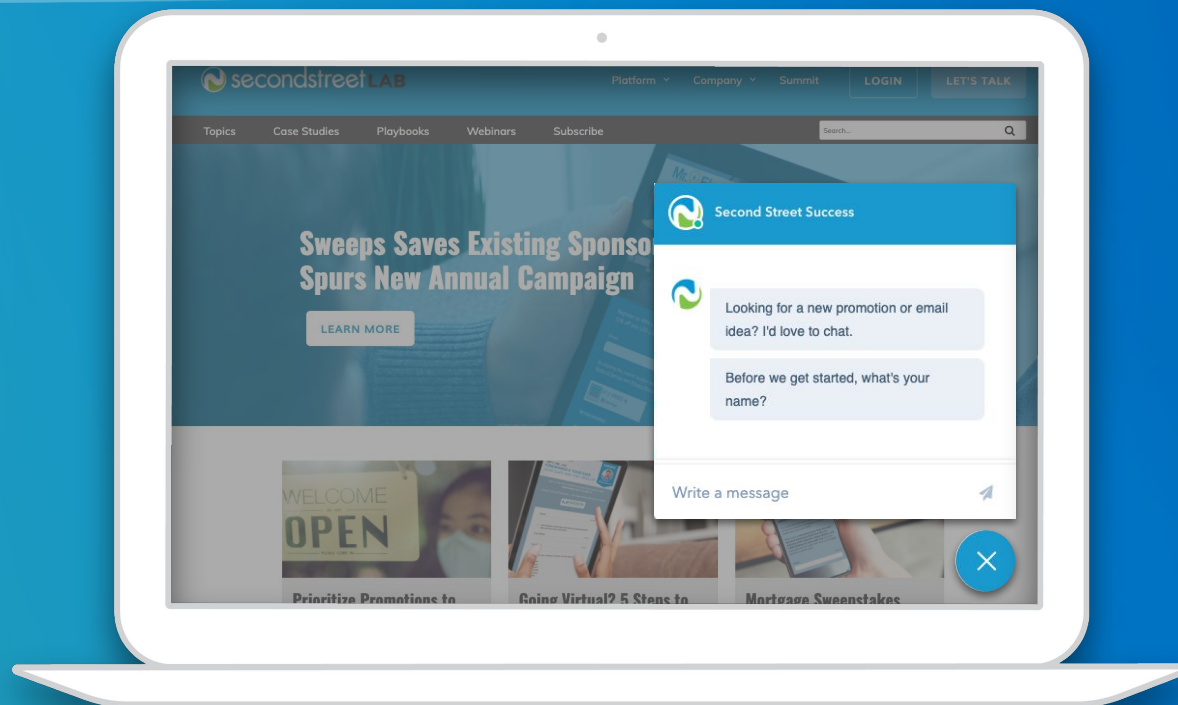 secondstreetLAB
Platform
Company
Summit
LOGIN
LET'S TALK
Topics
Case Studies
Playbooks
Webinars
Subscribe
Search...
Sweeps Saves Existing Sponso
Spurs New Annual Campaign
LEARN MORE
Second Street Success
Looking for a new promotion or email
idea? I'd love to chat.
Before we get started, what's your
name?
Write a message
WELCOME
OPEN
Prioritize Promotions to
Going Virtual? 5 Steps to
Mortgage Sweepstakes